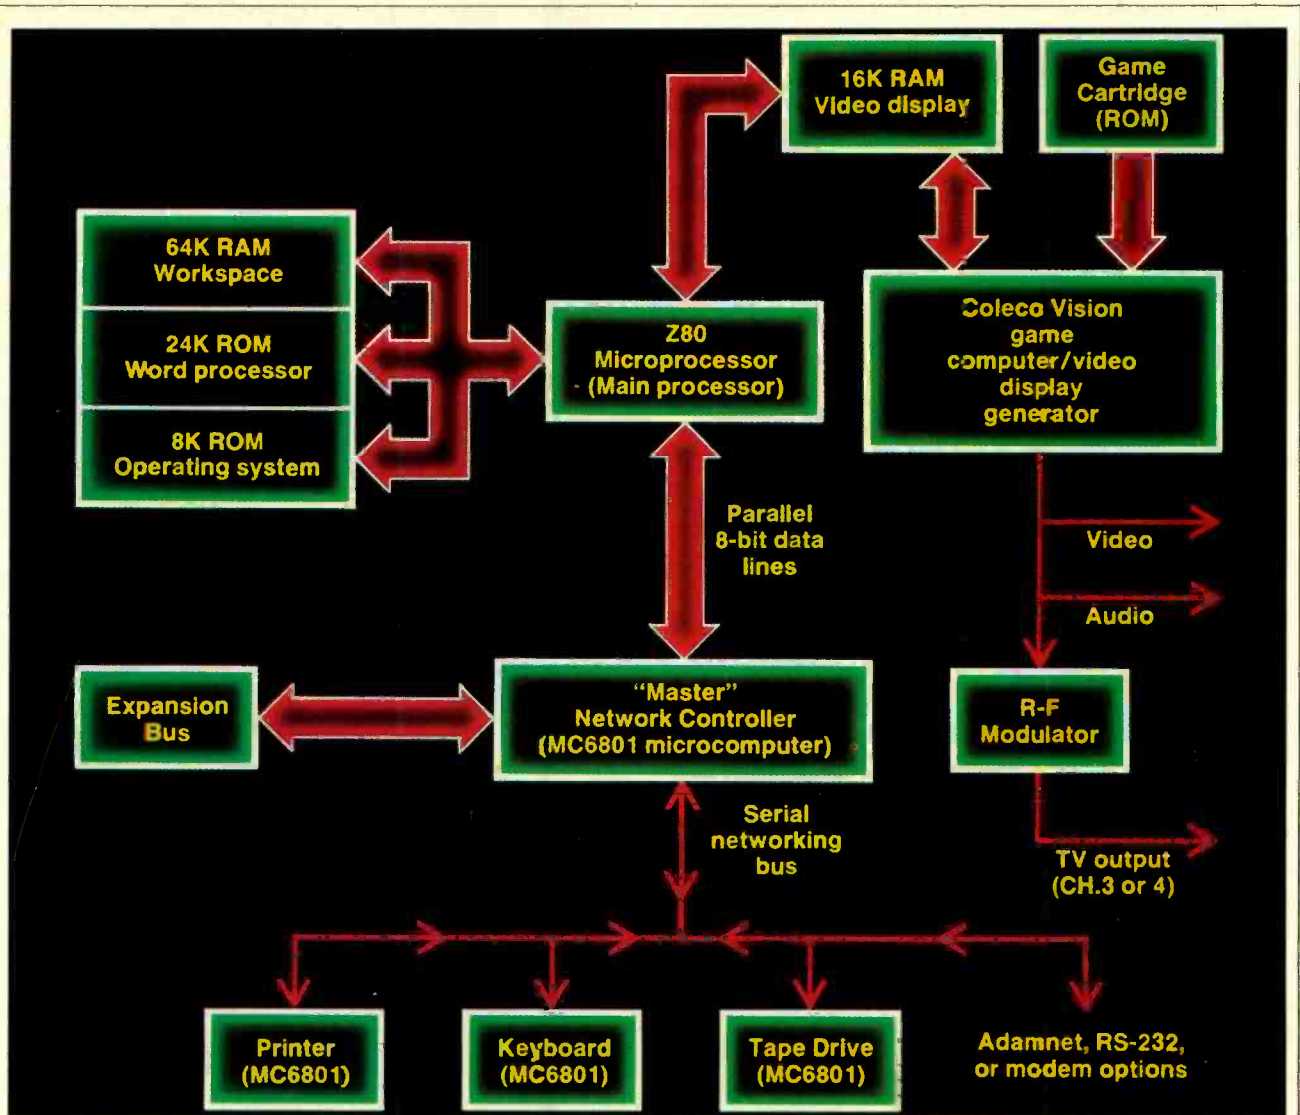 16K RAM
Video display
Game
Cartridge
(ROM)
64K RAM
Workspace
24K ROM
Word processor
8K ROM
Operating system
Z80
Microprocessor
(Main processor)
Coleco Vision
game
computer/video
display
generator
Parallel
8-bit data
lines
Video
Audio
Expansion
Bus
"Master"
Network Controller
(MC6801 microcomputer)
R-F
Modulator
Serial
networking
bus
TV output
(CH.3 or 4)
Printer
(MC6801)
Keyboard
(MC6801)
Tape Drive
(MC6801)
Adamnet, RS-232,
or modem options